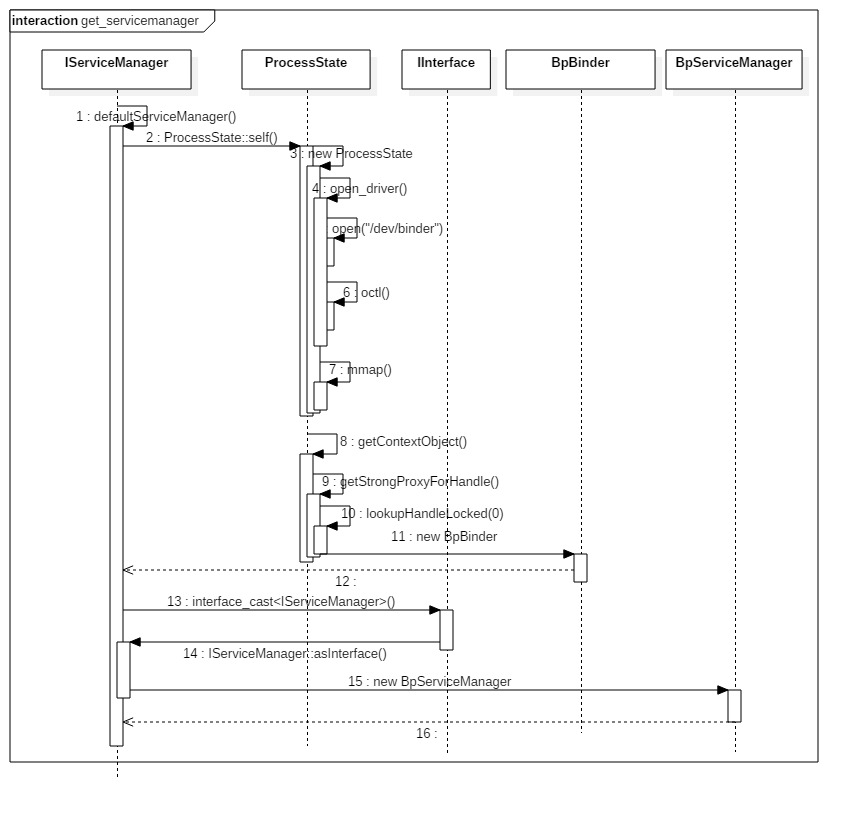 interaction get_servicemanager
IServiceManager
ProcessState
IInterface
BpBinder
BpServiceManager
1 : defaultServiceManager()
2 : ProcessState::self()
3 : new ProcessState
4 : open_driver()
open("/dev/binder")
6 : octl()
7 : mmap()
8 : getContextObject()
9 : getStrongProxyForHandle()
10 : lookupHandleLocked(0)
11 : new BpBinder
12 :
13 : interface_cast<IServiceManager>()
14 : IServiceManager::asInterface()
15 : new BpServiceManager
16 :